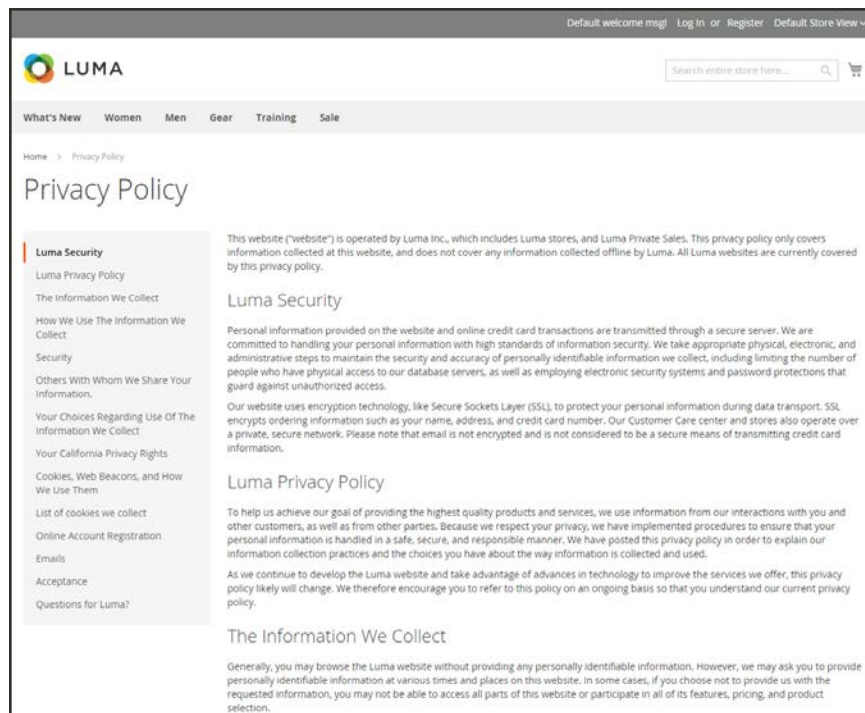 Default welcome msg! Log In or Register Default Store View
LUMA
Search entire store here...
What's New Women Men Gear Training Sale
Home > Privacy Policy
Privacy Policy
Luma Security
Luma Privacy Policy
The Information We Collect
How We Use The Information We
Collect
Security
Others With Whom We Share Your
Information.
Your Choices Regarding Use Of The
Information We Collect
Your California Privacy Rights
Cookies, Web Beacons, and How
We Use Them
List of cookies we collect
Online Account Registration
Emails
Acceptance
Questions for Luma?
This website ("website") is operated by Luma Inc., which includes Luma stores, and Luma Private Sales. This privacy policy only covers
information collected at this website, and does not cover any information collected offline by Luma. All Luma websites are currently covered
by this privacy policy.
Luma Security
Personal information provided on the website and online credit card transactions are transmitted through a secure server. We are
committed to handling your personal information with high standards of information security. We take appropriate physical, electronic, and
administrative steps to maintain the security and accuracy of personally identifiable information we collect, including limiting the number of
people who have physical access to our database servers, as well as employing electronic security systems and password protections that
guard against unauthorized access.
Our website uses encryption technology, like Secure Sockets Layer (SSL), to protect your personal information during data transport. SSL
encrypts ordering information such as your name, address, and credit card number. Our Customer Care center and stores also operate over
a private, secure network. Please note that email is not encrypted and is not considered to be a secure means of transmitting credit card
information.
Luma Privacy Policy
To help us achieve our goal of providing the highest quality products and services, we use information from our interactions with you and
other customers, as well as from other parties. Because we respect your privacy, we have implemented procedures to ensure that your
personal information is handled in a safe, secure, and responsible manner. We have posted this privacy policy in order to explain our
information collection practices and the choices you have about the way information is collected and used.
As we continue to develop the Luma website and take advantage of advances in technology to improve the services we offer, this privacy
policy likely will change. We therefore encourage you to refer to this policy on an ongoing basis so that you understand our current privacy
policy.
The Information We Collect
Generally, you may browse the Luma website without providing any personally identifiable information. However, we may ask you to provide
personally identifiable information at various times and places on this website. In some cases, if you choose not to provide us with the
requested information, you may not be able to access all parts of this website or participate in all of its features, pricing, and product
selection.